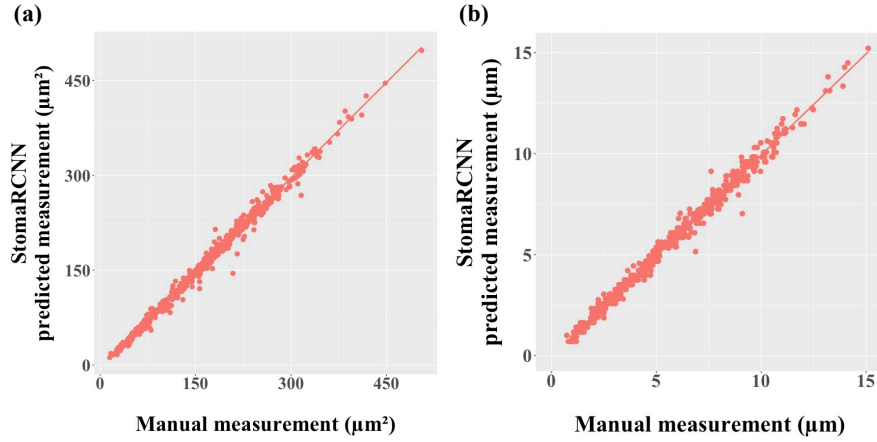 (a)
StomaRCNN
predicted measurement (μm²)
450
300
150
0
0 150 300 450
Manual measurement (μm²)
(b)
StomaRCNN
predicted measurement (μm)
15
10
5
0
0 5 10 15
Manual measurement (μm)